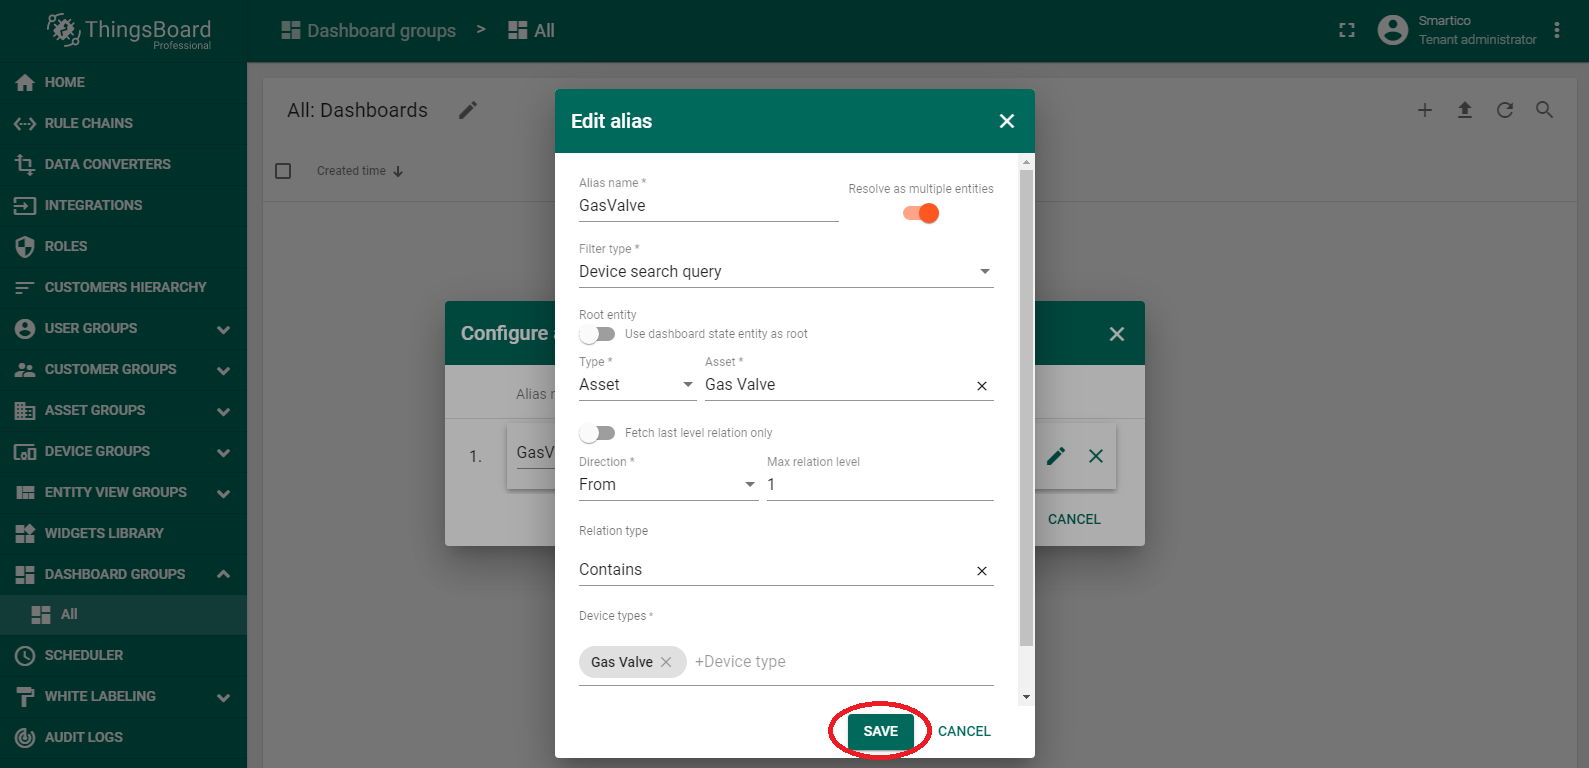 ThingsBoard
Professional
Dashboard groups > All
Smartico
Tenant administrator
HOME
RULE CHAINS
DATA CONVERTERS
INTEGRATIONS
ROLES
CUSTOMERS HIERARCHY
USER GROUPS
CUSTOMER GROUPS
ASSET GROUPS
DEVICE GROUPS
ENTITY VIEW GROUPS
WIDGETS LIBRARY
DASHBOARD GROUPS
All
SCHEDULER
WHITE LABELING
AUDIT LOGS
All: Dashboards
Created time
Configure a
Alias n
1. GasV
CANCEL
Edit alias
Alias name *
GasValve
Resolve as multiple entities
Filter type *
Device search query
Root entity
Use dashboard state entity as root
Type * Asset *
Asset Gas Valve
Fetch last level relation only
Direction * Max relation level
From 1
Relation type
Contains
Device types *
Gas Valve +Device type
SAVE CANCEL